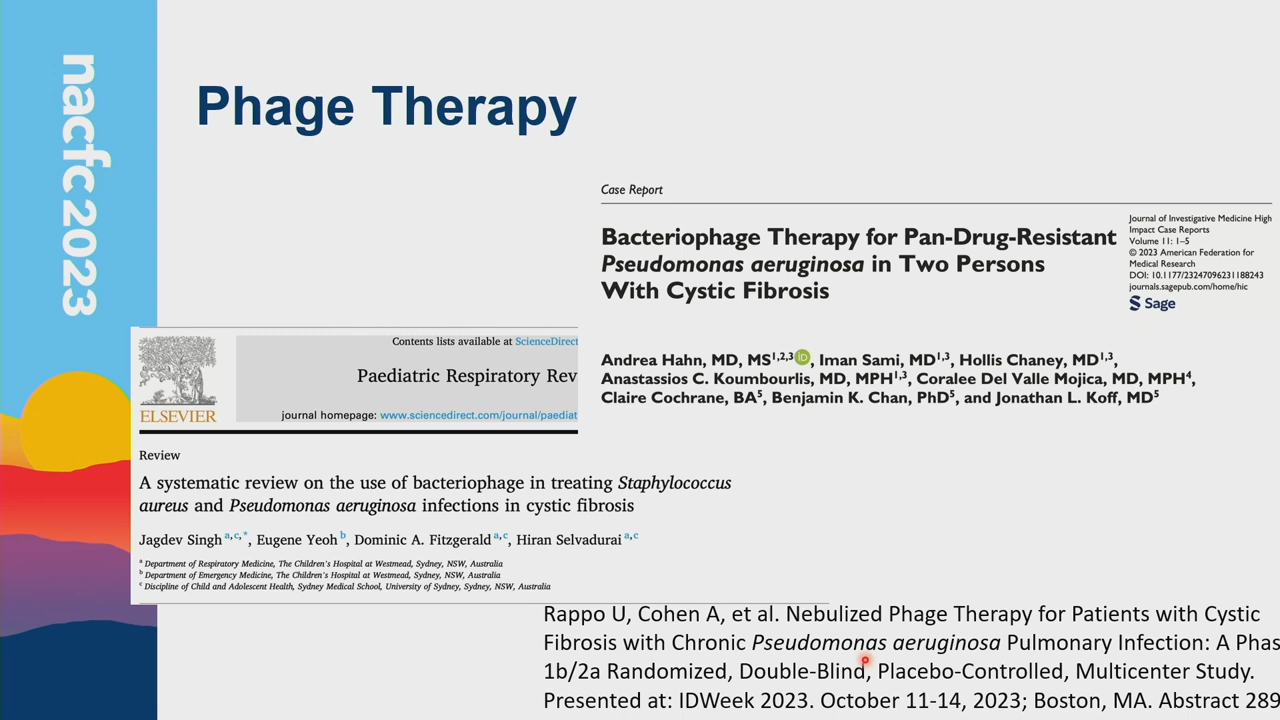 nacfc 2023
Phage Therapy
Case Report
Bacteriophage Therapy for Pan-Drug-Resistant
Pseudomonas aeruginosa in Two Persons
With Cystic Fibrosis
Journal of Investigative Medicine High
Impact Case Reports
Volume 11: 1–5
© 2023 American Federation for
Medical Research
DOI: 10.1177/23247096231188243
journals.sagepub.com/home/hic
Sage
Andrea Hahn, MD, MS1,2,3 iD, Iman Sami, MD1,3, Hollis Chaney, MD1,3,
Anastassios C. Koumbourlis, MD, MPH1,3, Coralee Del Valle Mojica, MD, MPH4,
Claire Cochrane, BA5, Benjamin K. Chan, PhD5, and Jonathan L. Koff, MD5
Contents lists available at ScienceDirect
Paediatric Respiratory Rev
ELSEVIER
journal homepage: www.sciencedirect.com/journal/paediat
Review
A systematic review on the use of bacteriophage in treating Staphylococcus
aureus and Pseudomonas aeruginosa infections in cystic fibrosis
Jagdev Singh a,c,*, Eugene Yeoh b, Dominic A. Fitzgerald a,c, Hiran Selvadurai a,c
a Department of Respiratory Medicine, The Children's Hospital at Westmead, Sydney, NSW, Australia
b Department of Emergency Medicine, The Children's Hospital at Westmead, Sydney, NSW, Australia
c Discipline of Child and Adolescent Health, Sydney Medical School, University of Sydney, Sydney, NSW, Australia
Rappo U, Cohen A, et al. Nebulized Phage Therapy for Patients with Cystic
Fibrosis with Chronic Pseudomonas aeruginosa Pulmonary Infection: A Phas
1b/2a Randomized, Double-Blind, Placebo-Controlled, Multicenter Study.
Presented at: IDWeek 2023. October 11-14, 2023; Boston, MA. Abstract 289